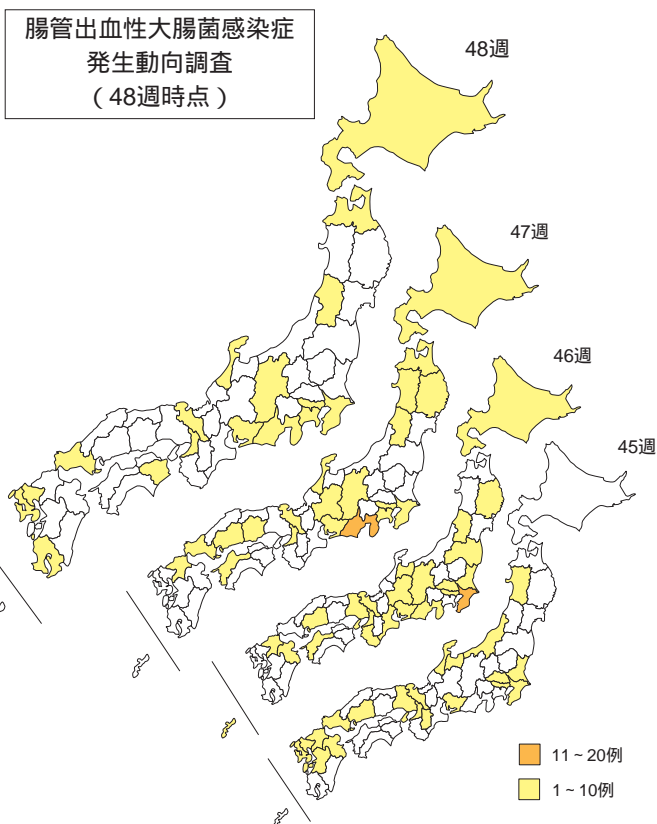 腸管出血性大腸菌感染症
発生動向調査
（48週時点）
48週
47週
46週
45週
11～20例
1～10例